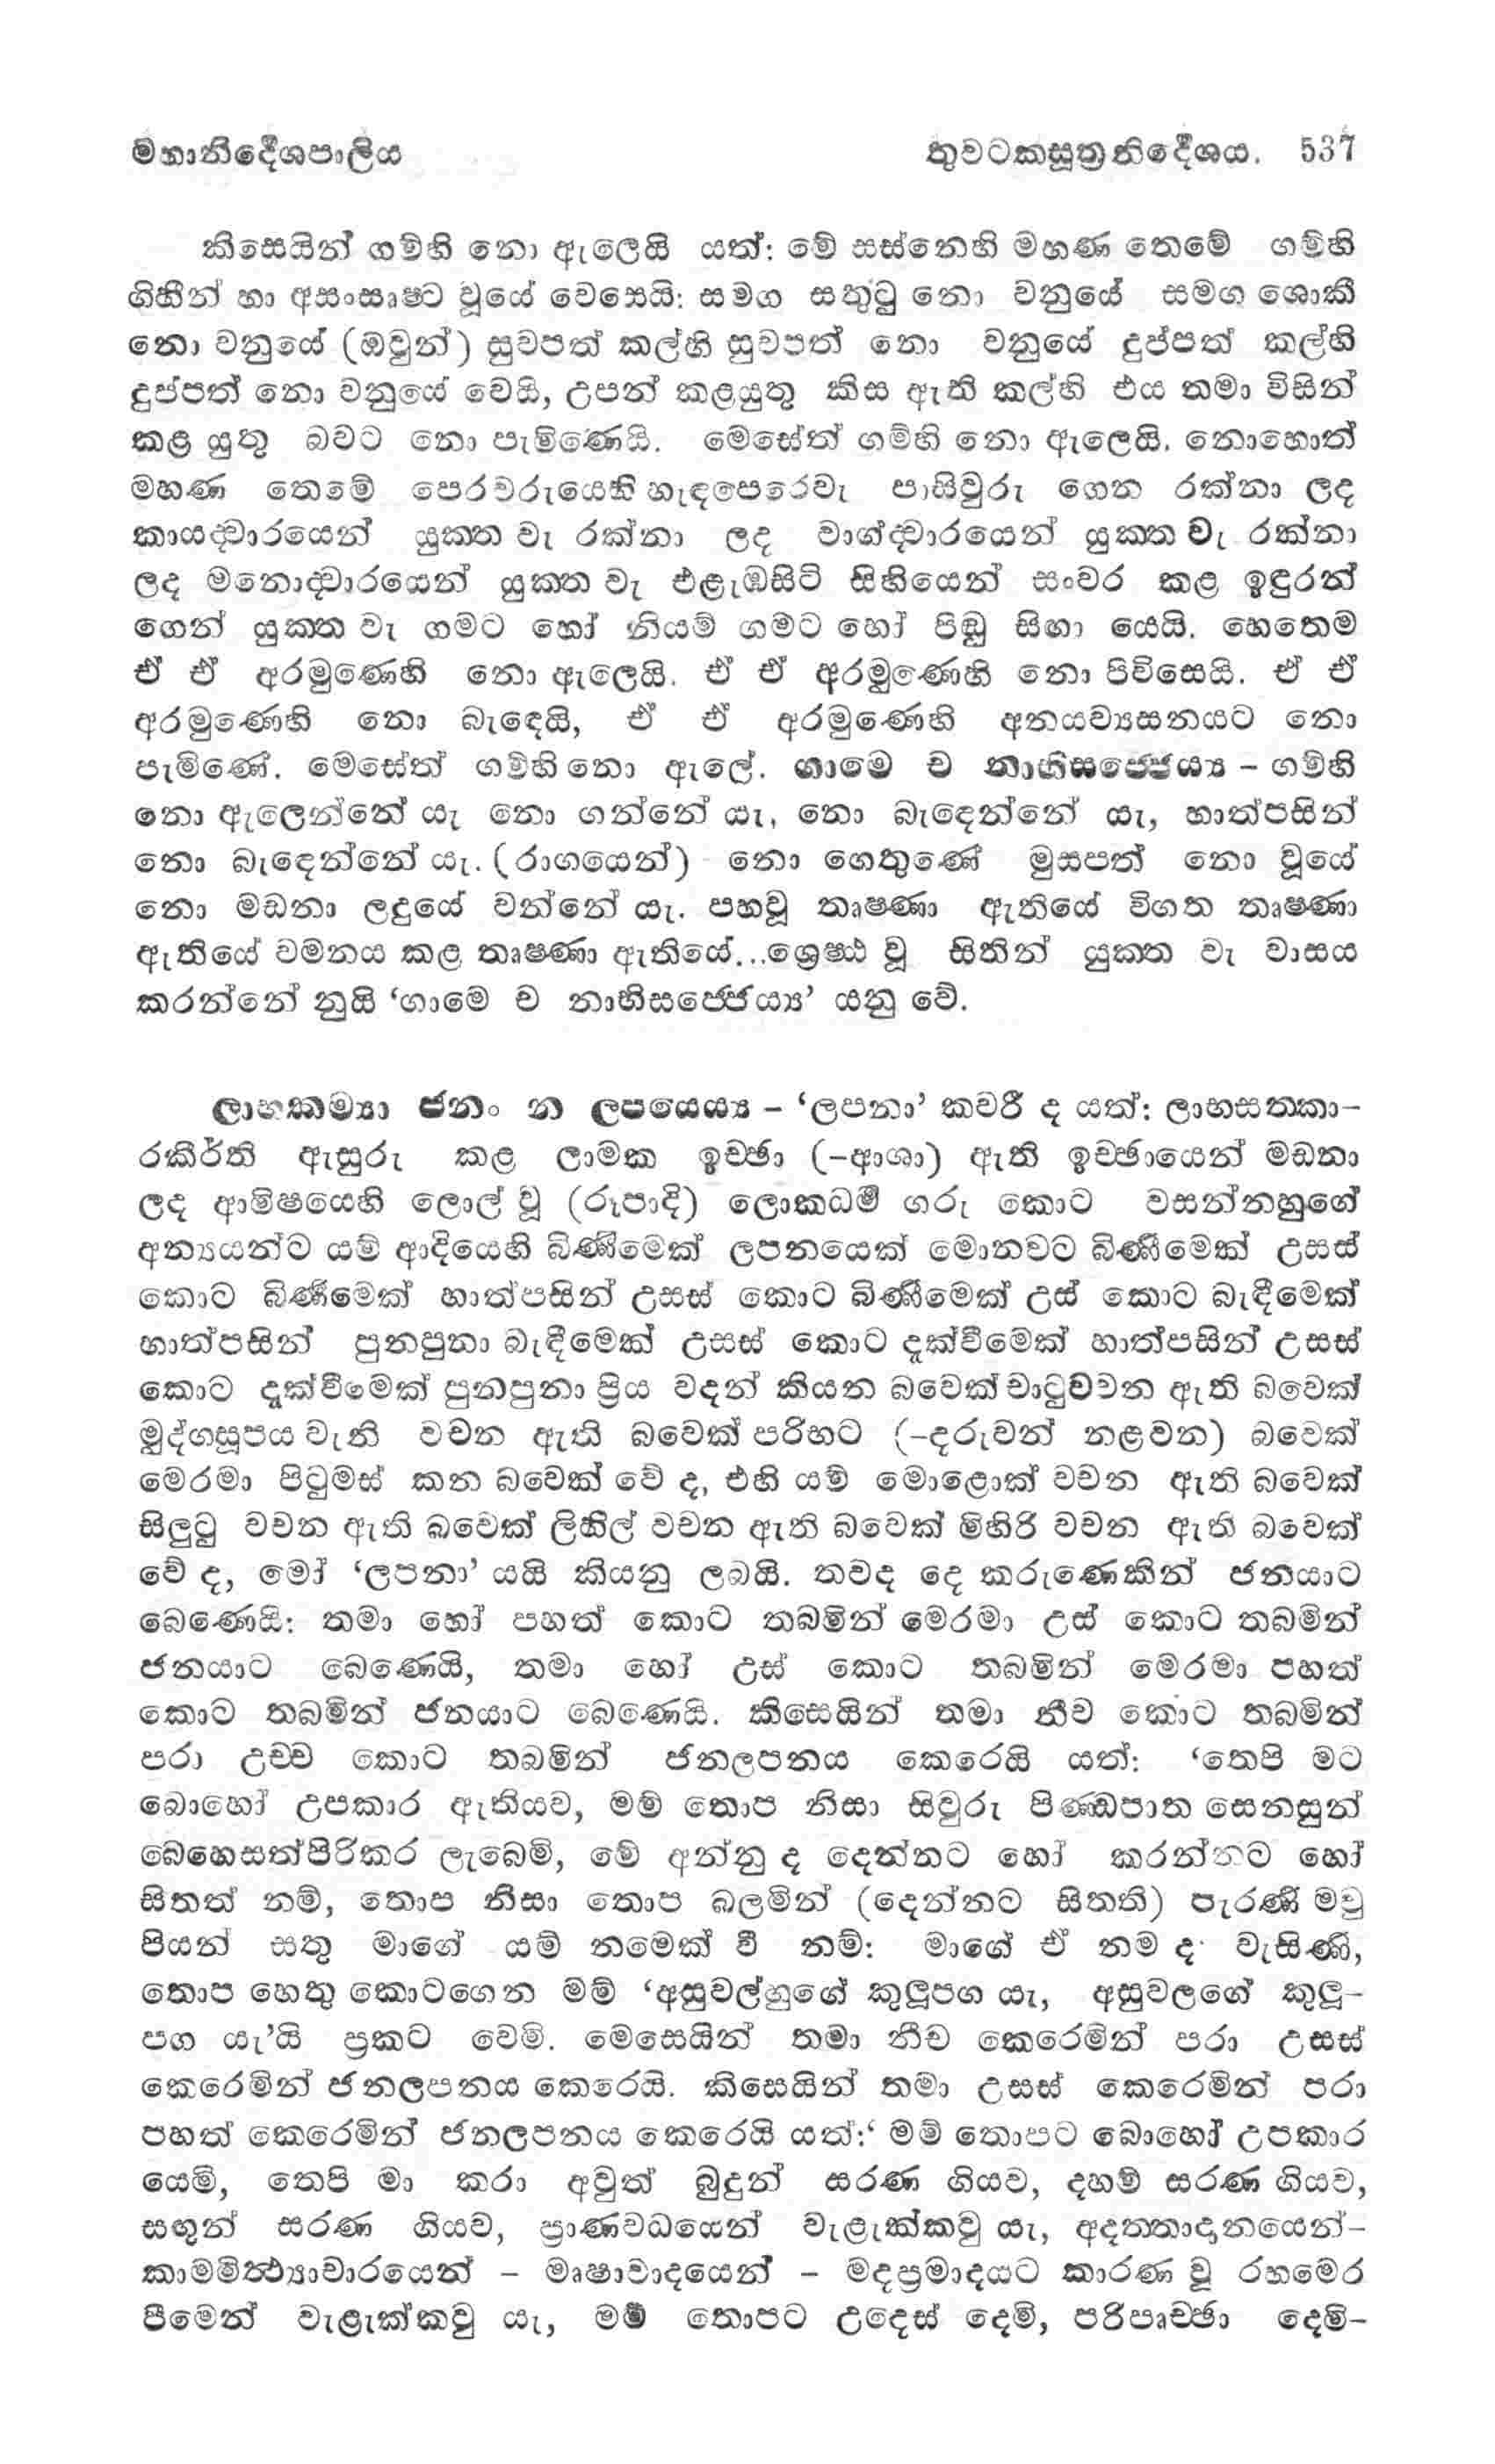 මහානිදේශපාලිය තුවටකසූත්‍රනිදේශය. 537
කිසෙයින් ගම්හි නො ඇලෙයි යත්: මේ සස්නෙහි මහණ තෙමේ ගම්හි
ගිහීන් හා අසංසෘෂ්ට වූයේ වෙසෙයි: සමග සතුටු නො වනුයේ සමග ශොකී
නො වනුයේ (ඔවුන්) සුවපත් කල්හි සුවපත් නො වනුයේ දුප්පත් කල්හි
දුප්පත් නො වනුයේ වෙයි, උපන් කළයුතු කිස ඇති කල්හි එය තමා විසින්
කළ යුතු බවට නො පැමිණෙයි. මෙසේත් ගම්හි නො ඇලෙයි. නොහොත්
මහණ තෙමේ පෙරවරුයෙහි හැඳපෙරෙවැ පාසිවුරු ගෙන රක්නා ලද
කායද්වාරයෙන් යුක්ත වැ රක්නා ලද වාග්ද්වාරයෙන් යුක්ත වැ රක්නා
ලද මනොද්වාරයෙන් යුක්ත වැ එළැඹසිටි සිහියෙන් සංවර කළ ඉඳුරන්
ගෙන් යුක්ත වැ ගමට හෝ නියම් ගමට හෝ පිඬු සිඟා යෙයි. හෙතෙම
ඒ ඒ අරමුණෙහි නො ඇලෙයි. ඒ ඒ අරමුණෙහි නො පිවිසෙයි. ඒ ඒ
අරමුණෙහි නො බැඳෙයි, ඒ ඒ අරමුණෙහි අනයව්‍යසනයට නො
පැමිණේ. මෙසේත් ගම්හි නො ඇලේ. ගාමෙ ච නාභිසජ්ජෙය්‍ය – ගම්හි
නො ඇලෙන්නේ යැ නො ගන්නේ යැ, නො බැඳෙන්නේ යැ, හාත්පසින්
නො බැඳෙන්නේ යැ. (රාගයෙන්) නො ගෙතුණේ මුසපත් නො වූයේ
නො මඩනා ලදුයේ වන්නේ යැ. පහවූ තෘෂ්ණා ඇතියේ විගත තෘෂ්ණා
ඇතියේ වමනය කළ තෘෂ්ණා ඇතියේ...ශ්‍රෙෂ්ඨ වූ සිතින් යුක්ත වැ වාසය
කරන්නේ නුයි ‘ගාමෙ ච නාභිසජ්ජෙය්‍ය’ යනු වේ.
ලාභකම්‍යා ජනං න ලපයෙය්‍ය – ‘ලපනා’ කවරී ද යත්: ලාභසත්කා-
රකීර්ති ඇසුරු කළ ලාමක ඉච්ඡා (–ආශා) ඇති ඉච්ඡායෙන් මඩනා
ලද ආමිෂයෙහි ලොල් වූ (රූපාදි) ලොකධර්ම ගරු කොට වසන්නහුගේ
අන්‍යයන්ට යම් ආදියෙහි බිණීමෙක් ලපනයෙක් මොනවට බිණීමෙක් උසස්
කොට බිණීමෙක් හාත්පසින් උසස් කොට බිණීමෙක් උස් කොට බැඳීමෙක්
හාත්පසින් පුනපුනා බැඳීමෙක් උසස් කොට දැක්වීමෙක් හාත්පසින් උසස්
කොට දැක්වීමෙක් පුනපුනා ප්‍රිය වදන් කියන බවෙක් චාටුවචන ඇති බවෙක්
මුද්ගසූපය වැනි වචන ඇති බවෙක් පරිභට (–දරුවන් නළවන) බවෙක්
මෙරමා පිටුමස් කන බවෙක් වේ ද, එහි යම් මොළොක් වචන ඇති බවෙක්
සිලුටු වචන ඇති බවෙක් ලිහිල් වචන ඇති බවෙක් මිහිරි වචන ඇති බවෙක්
වේ ද, මෝ ‘ලපනා’ යයි කියනු ලබයි. තවද දෙ කරුණෙකින් ජනයාට
බෙණෙයි: තමා හෝ පහත් කොට තබමින් මෙරමා උස් කොට තබමින්
ජනයාට බෙණෙයි, තමා හෝ උස් කොට තබමින් මෙරමා පහත්
කොට තබමින් ජනයාට බෙණෙයි. කිසෙයින් තමා නීච කොට තබමින්
පරා උච්ච කොට තබමින් ජනලපනය කෙරෙයි යත්: ‘තෙපි මට
බොහෝ උපකාර ඇතියව, මම් තොප නිසා සිවුරු පිණ්ඩපාත සෙනසුන්
බෙහෙසත්පිරිකර ලැබෙමි, මේ අන්නු ද දෙන්නට හෝ කරන්නට හෝ
සිතත් නම්, තොප නිසා තොප බලමින් (දෙන්නට සිතති) පැරණි මවු
පියන් සතු මාගේ යම් නමෙක් වී නම්: මාගේ ඒ නම ද වැසිණි,
තොප හෙතු කොටගෙන මම් ‘අසුවල්හුගේ කුලූපග යැ, අසුවලගේ කුලූ-
පග යැ’යි ප්‍රකට වෙමි. මෙසෙයින් තමා නීච කෙරෙමින් පරා උසස්
කෙරෙමින් ජනලපනය කෙරෙයි. කිසෙයින් තමා උසස් කෙරෙමින් පරා
පහත් කෙරෙමින් ජනලපනය කෙරෙයි යත්:‘ මම් තොපට බොහෝ උපකාර
යෙමි, තෙපි මා කරා අවුත් බුදුන් සරණ ගියව, දහම් සරණ ගියව,
සඟුන් සරණ ගියව, ප්‍රාණවධයෙන් වැළැක්කවු යැ, අදත්තාදානයෙන්-
කාමමිථ්‍යාචාරයෙන් – මෘෂාවාදයෙන් – මදප්‍රමාදයට කාරණ වූ රහමෙර
පීමෙන් වැළැක්කවු යැ, මම් තොපට උදෙස් දෙමි, පරිපෘච්ඡා දෙමි-